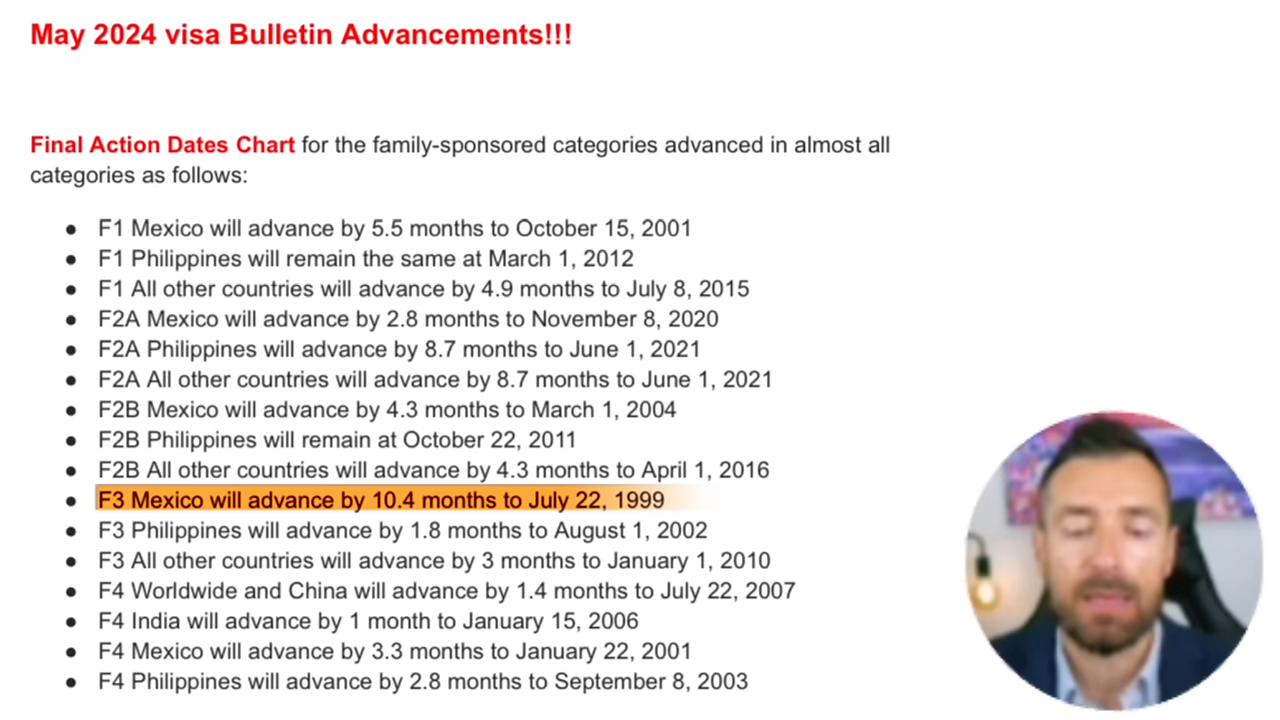 May 2024 visa Bulletin Advancements!!!
Final Action Dates Chart for the family-sponsored categories advanced in almost all
categories as follows:
● F1 Mexico will advance by 5.5 months to October 15, 2001
● F1 Philippines will remain the same at March 1, 2012
● F1 All other countries will advance by 4.9 months to July 8, 2015
● F2A Mexico will advance by 2.8 months to November 8, 2020
● F2A Philippines will advance by 8.7 months to June 1, 2021
● F2A All other countries will advance by 8.7 months to June 1, 2021
● F2B Mexico will advance by 4.3 months to March 1, 2004
● F2B Philippines will remain at October 22, 2011
● F2B All other countries will advance by 4.3 months to April 1, 2016
● F3 Mexico will advance by 10.4 months to July 22, 1999
● F3 Philippines will advance by 1.8 months to August 1, 2002
● F3 All other countries will advance by 3 months to January 1, 2010
● F4 Worldwide and China will advance by 1.4 months to July 22, 2007
● F4 India will advance by 1 month to January 15, 2006
● F4 Mexico will advance by 3.3 months to January 22, 2001
● F4 Philippines will advance by 2.8 months to September 8, 2003